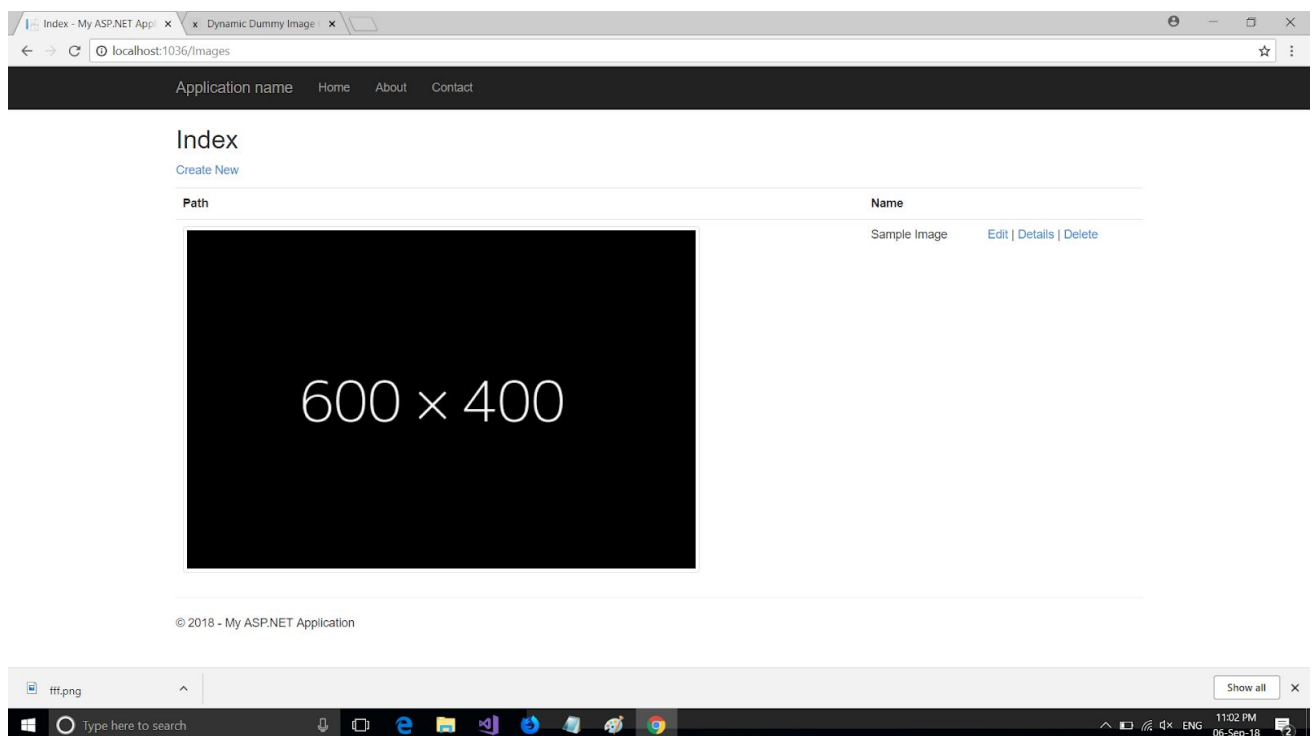 Index - My ASP.NET Appl
x Dynamic Dummy Image
localhost:1036/Images
Application name Home About Contact
Index
Create New
Path Name
Sample Image Edit | Details | Delete
600 × 400
© 2018 - My ASP.NET Application
fff.png Show all
Type here to search ENG 11:02 PM
06-Sep-18 2